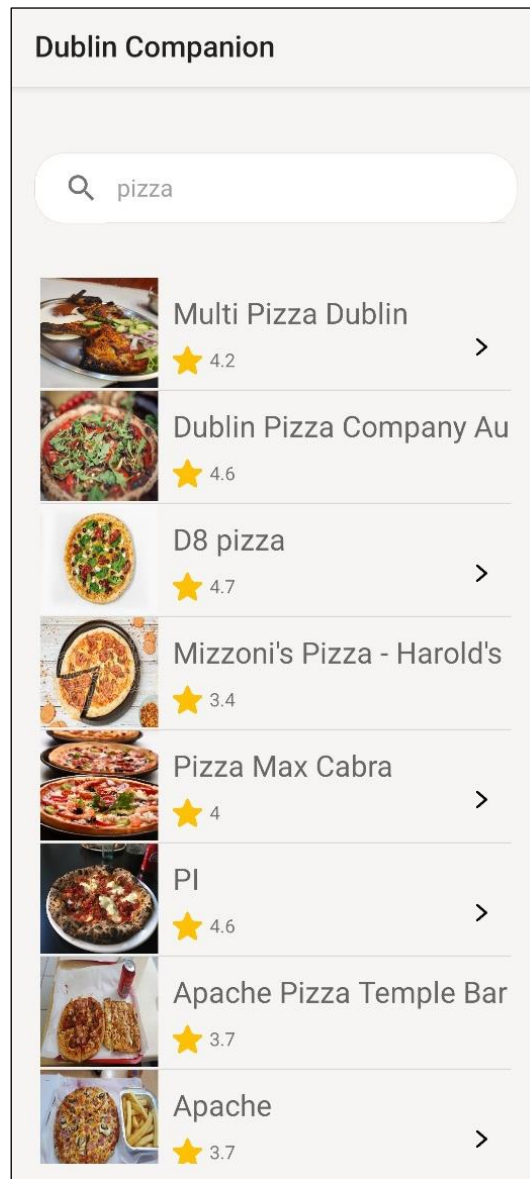 Dublin Companion
pizza
Multi Pizza Dublin
4.2
Dublin Pizza Company Au
4.6
D8 pizza
4.7
Mizzoni's Pizza - Harold's
3.4
Pizza Max Cabra
4
PI
4.6
Apache Pizza Temple Bar
3.7
Apache
3.7